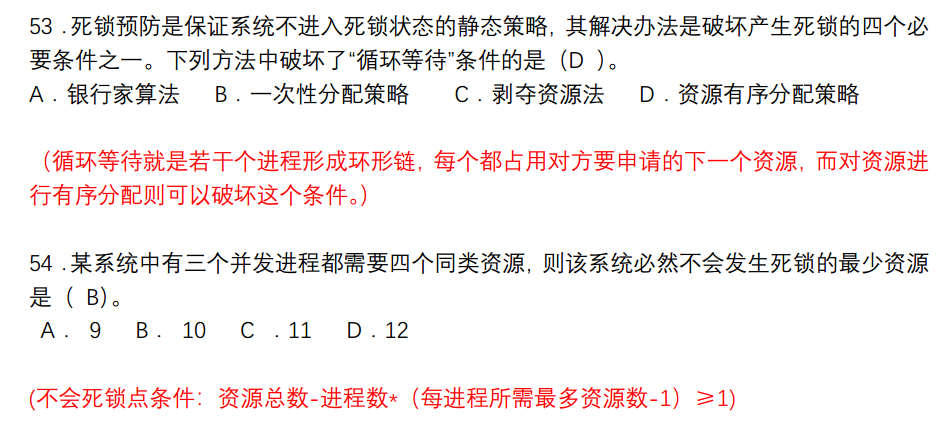 53 .死锁预防是保证系统不进入死锁状态的静态策略，其解决办法是破坏产生死锁的四个必
要条件之一。下列方法中破坏了“循环等待”条件的是（D ）。
A．银行家算法 B．一次性分配策略 C．剥夺资源法 D．资源有序分配策略
（循环等待就是若干个进程形成环形链，每个都占用对方要申请的下一个资源，而对资源进
行有序分配则可以破坏这个条件。）
54 .某系统中有三个并发进程都需要四个同类资源，则该系统必然不会发生死锁的最少资源
是（ B）。
A． 9 B． 10 C ．11 D．12
(不会死锁点条件：资源总数-进程数*（每进程所需最多资源数-1）≥1)